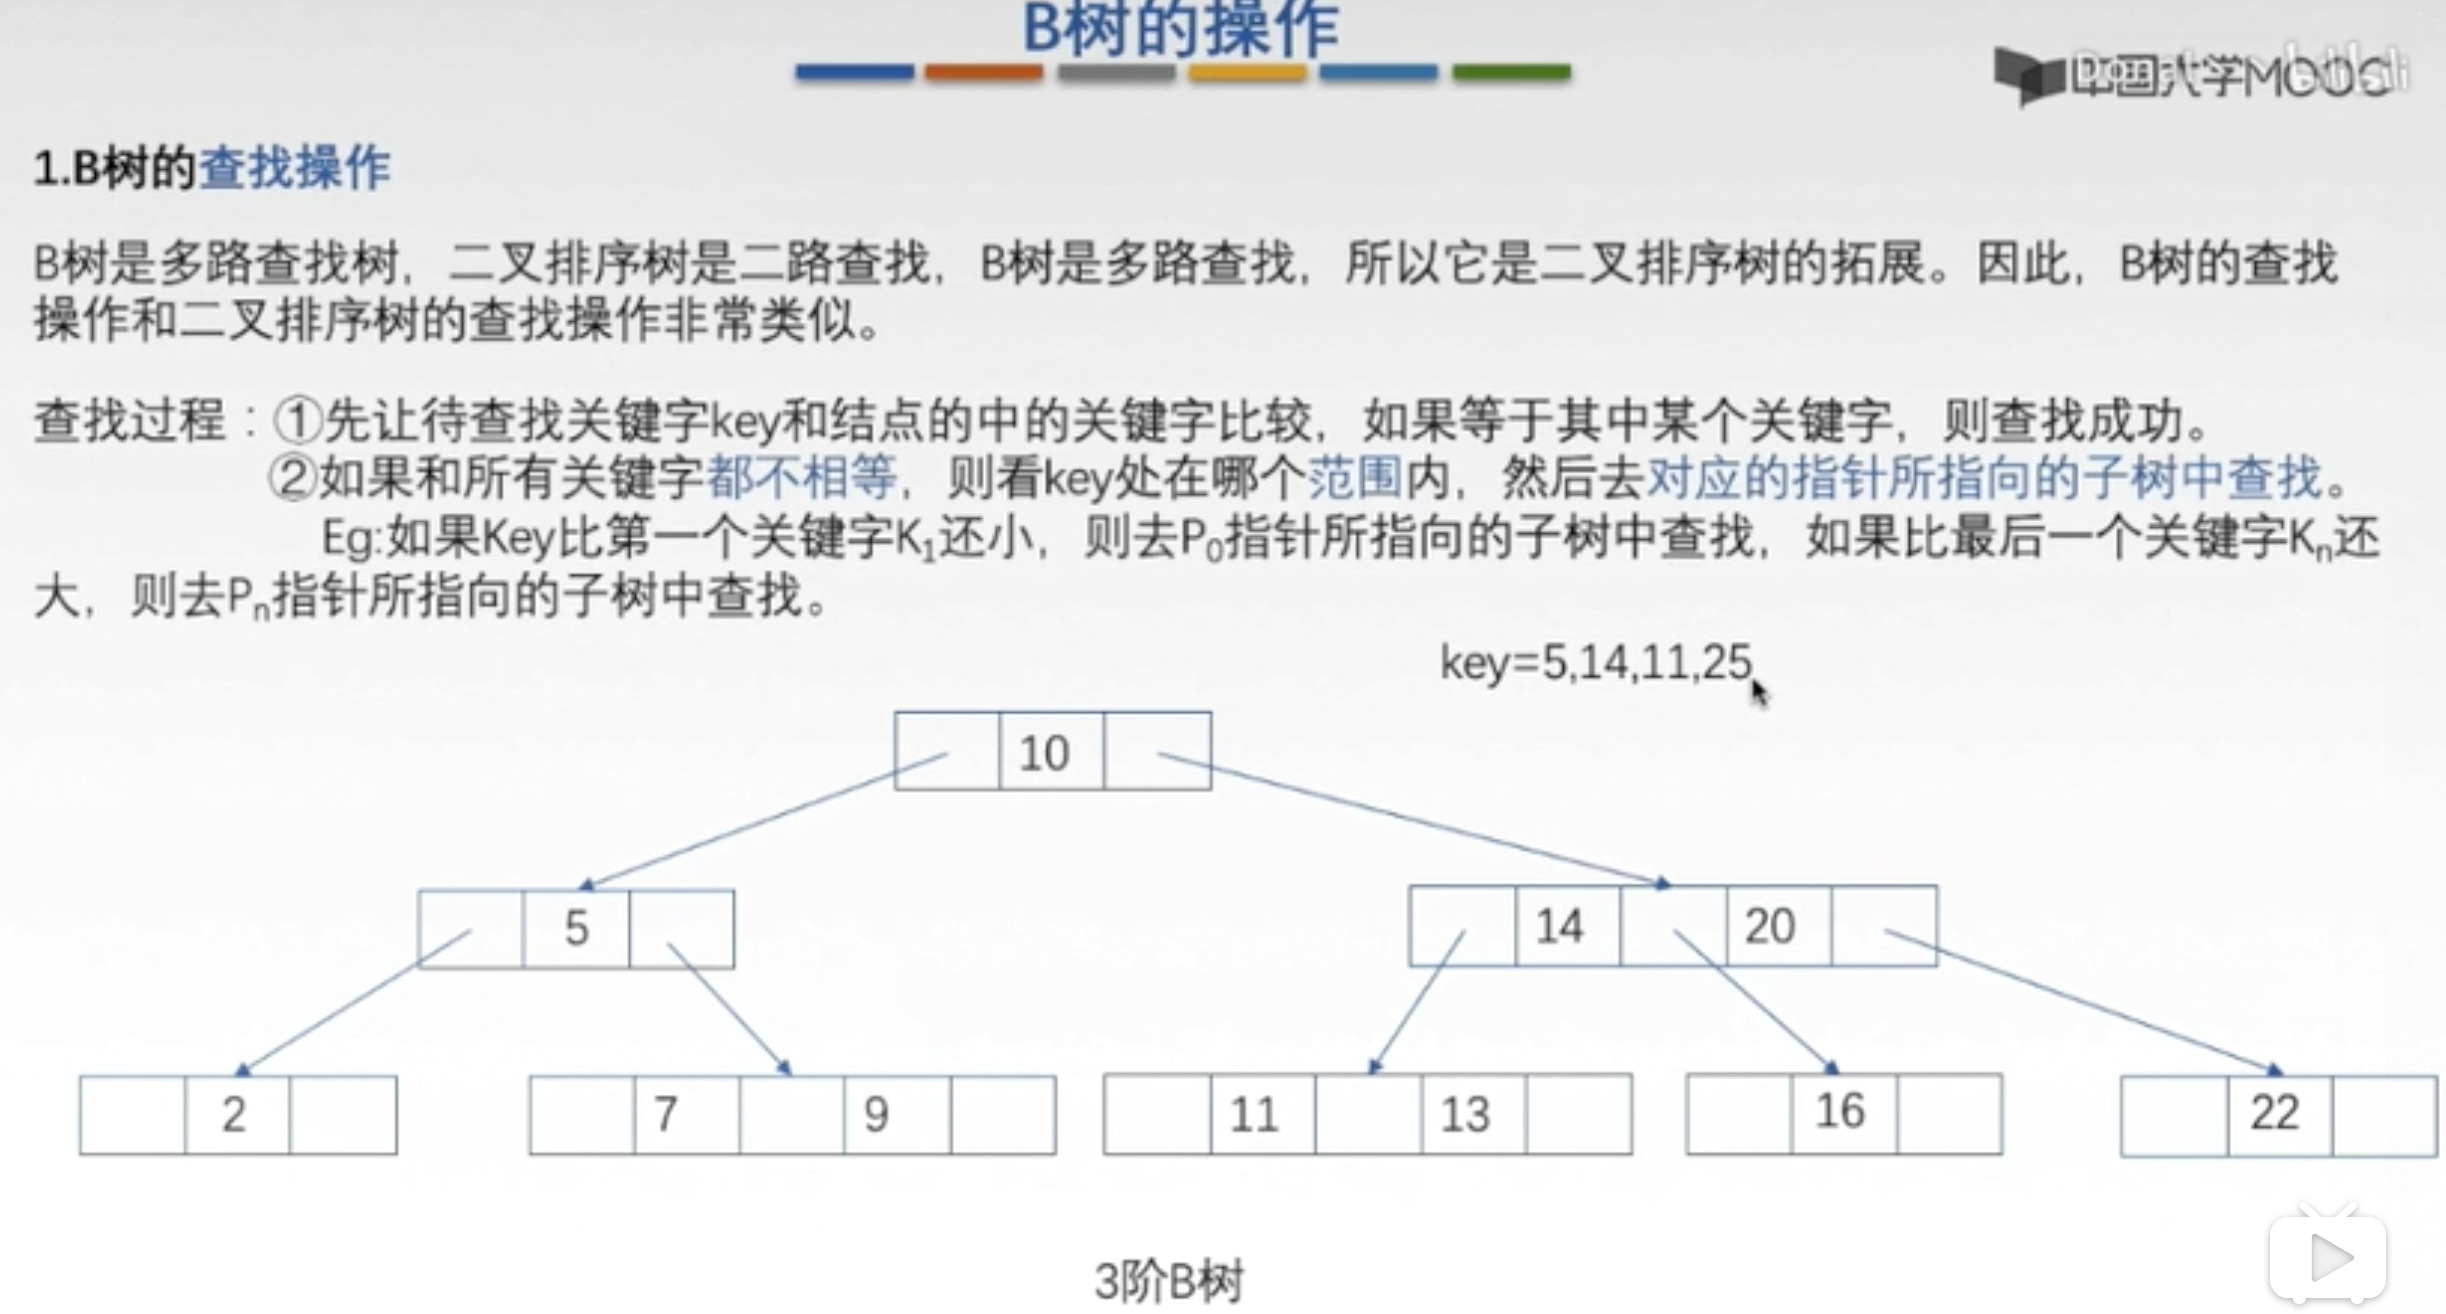 B树的操作
中国大学MOOC
1.B树的查找操作
B树是多路查找树，二叉排序树是二路查找，B树是多路查找，所以它是二叉排序树的拓展。因此，B树的查找
操作和二叉排序树的查找操作非常类似。
查找过程：①先让待查找关键字key和结点的中的关键字比较，如果等于其中某个关键字，则查找成功。
②如果和所有关键字都不相等，则看key处在哪个范围内，然后去对应的指针所指向的子树中查找。
Eg:如果Key比第一个关键字K₁还小，则去P₀指针所指向的子树中查找，如果比最后一个关键字Kₙ还
大，则去Pₙ指针所指向的子树中查找。
key=5,14,11,25
10
5
14 20
2
7 9
11 13
16
22
3阶B树